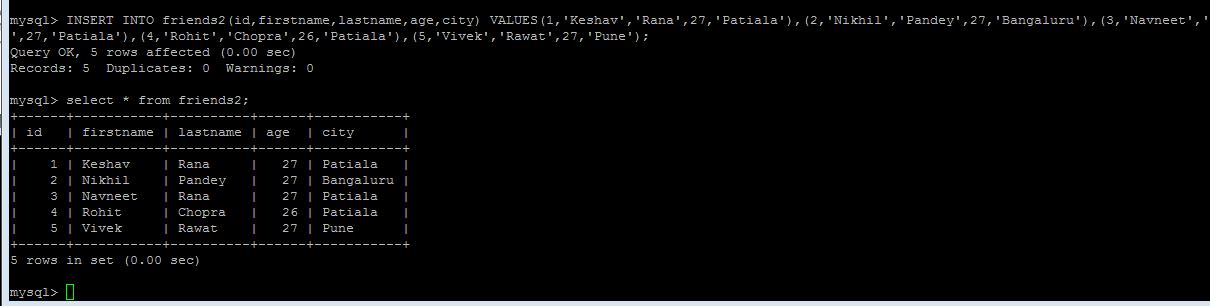 mysql> INSERT INTO friends2(id,firstname,lastname,age,city) VALUES(1,'Keshav','Rana',27,'Patiala'),(2,'Nikhil','Pandey',27,'Bangaluru'),(3,'Navneet','
',27,'Patiala'),(4,'Rohit','Chopra',26,'Patiala'),(5,'Vivek','Rawat',27,'Pune');
Query OK, 5 rows affected (0.00 sec)
Records: 5  Duplicates: 0  Warnings: 0
mysql> select * from friends2;
+------+-----------+----------+------+-----------+
| id   | firstname | lastname | age  | city      |
+------+-----------+----------+------+-----------+
|    1 | Keshav    | Rana     |   27 | Patiala   |
|    2 | Nikhil    | Pandey   |   27 | Bangaluru |
|    3 | Navneet   | Rana     |   27 | Patiala   |
|    4 | Rohit     | Chopra   |   26 | Patiala   |
|    5 | Vivek     | Rawat    |   27 | Pune      |
+------+-----------+----------+------+-----------+
5 rows in set (0.00 sec)
mysql>